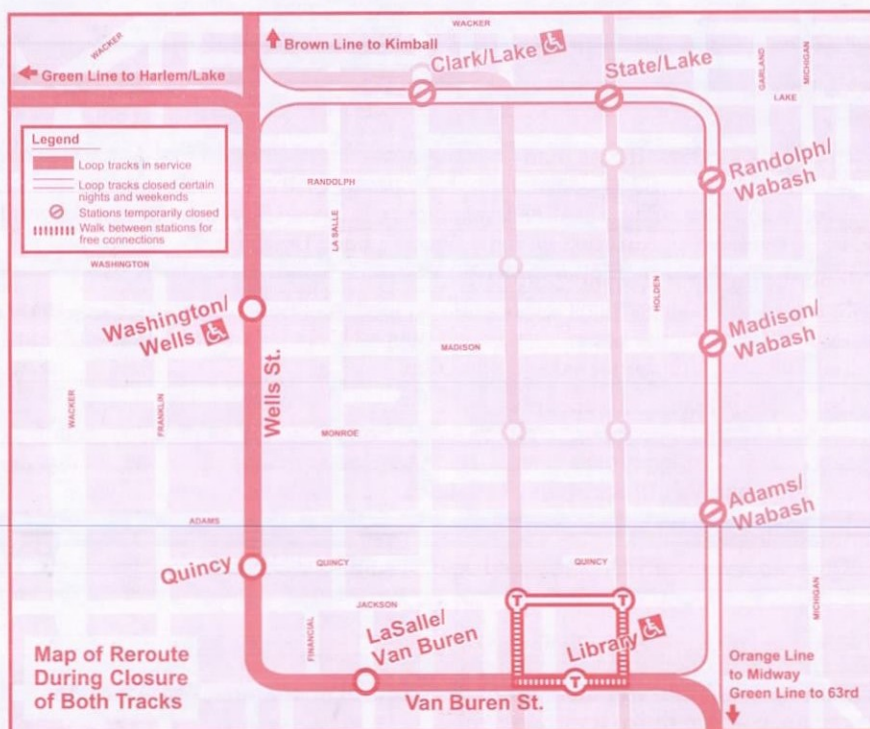 WACKER
WACKER
Brown Line to Kimball
Clark/Lake
State/Lake
GARLAND
MICHIGAN
Green Line to Harlem/Lake
LAKE
Legend
Loop tracks in service
Loop tracks closed certain
nights and weekends
Stations temporarily closed
Walk between stations for
free connections
RANDOLPH
Randolph/
Wabash
LA SALLE
WASHINGTON
HOLDEN
Washington/
Wells
Madison/
Wabash
MADISON
Wells St.
WACKER
FRANKLIN
MONROE
Adams/
Wabash
ADAMS
Quincy
QUINCY
QUINCY
MICHIGAN
JACKSON
T
T
FINANCIAL
LaSalle/
Van Buren
Library
Map of Reroute
During Closure
of Both Tracks
T
Van Buren St.
Orange Line
to Midway
Green Line to 63rd